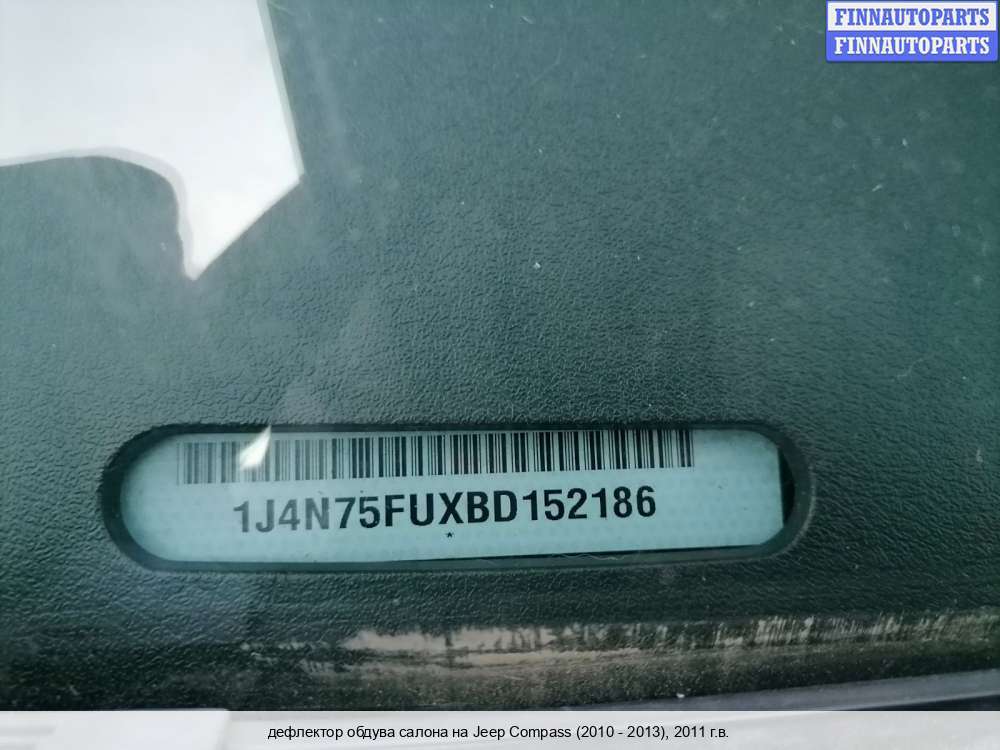 FINNAUTOPARTS
FINNAUTOPARTS
1J4N75FUXBD152186
*
дефлектор обдува салона на Jeep Compass (2010 - 2013), 2011 г.в.